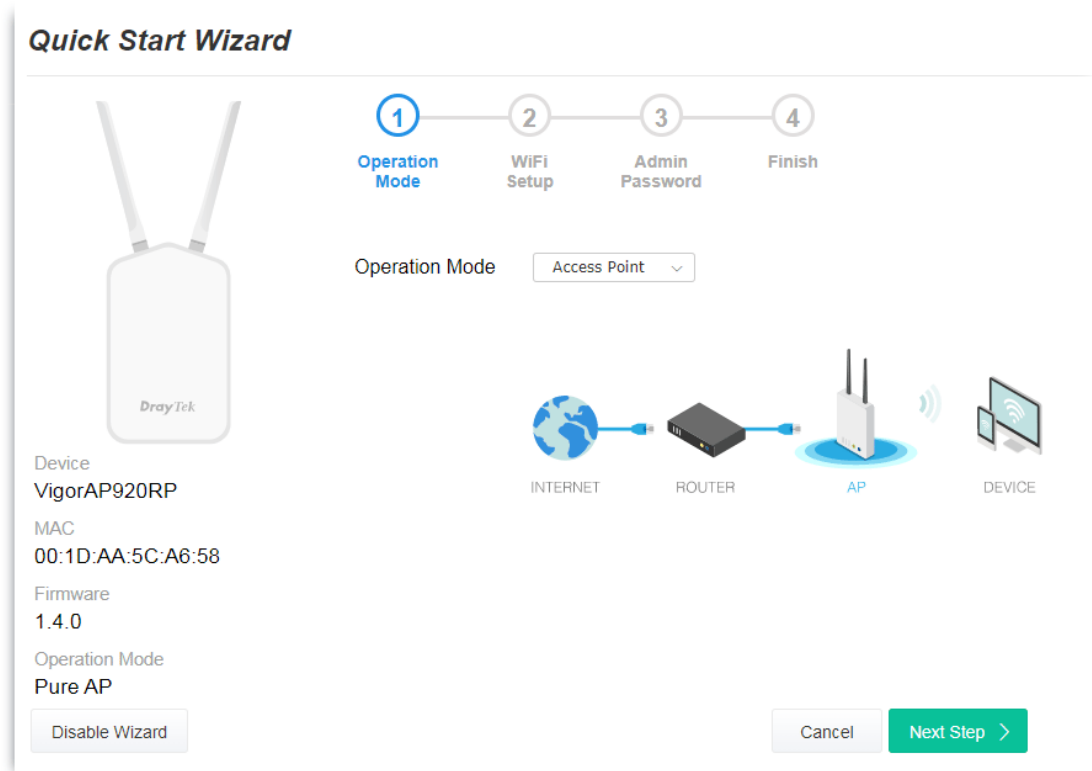 Quick Start Wizard
1
2
3
4
Operation
Mode
WiFi
Setup
Admin
Password
Finish
Operation Mode
Access Point
DrayTek
INTERNET
ROUTER
AP
DEVICE
Device
VigorAP920RP
MAC
00:1D:AA:5C:A6:58
Firmware
1.4.0
Operation Mode
Pure AP
Disable Wizard
Cancel
Next Step